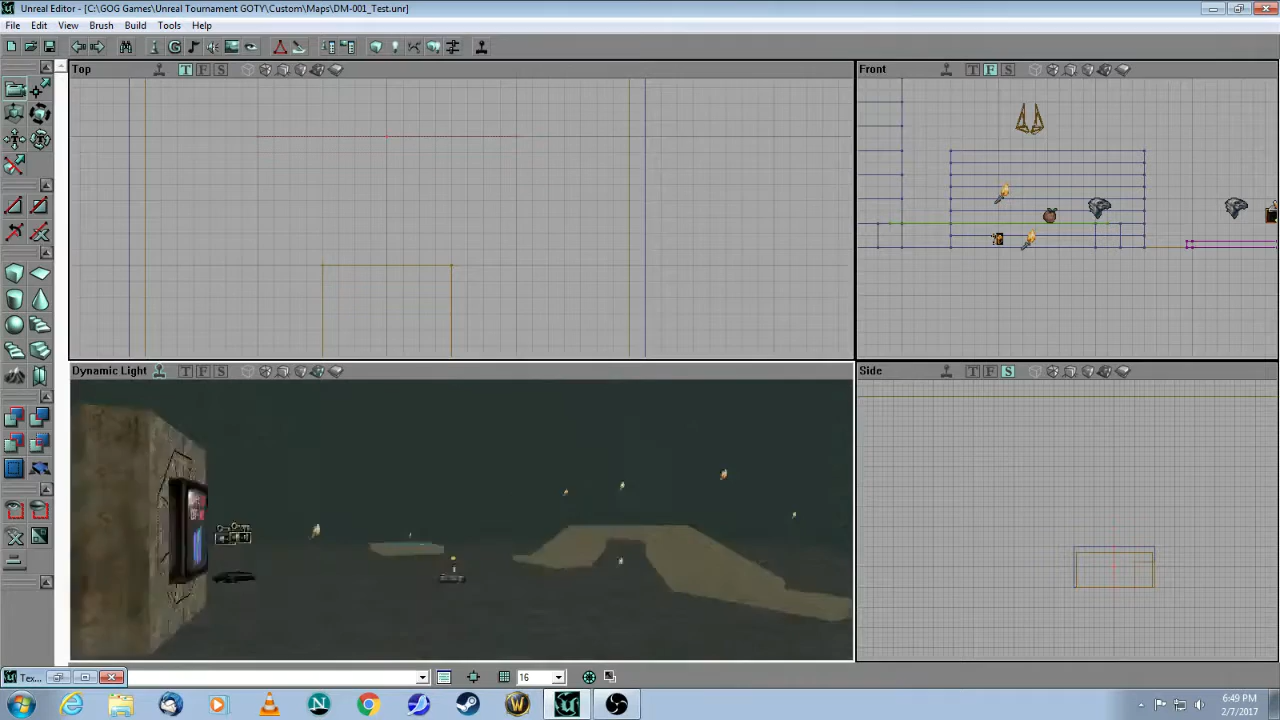 Unreal Editor - [C:\GOG Games\Unreal Tournament GOTY\Custom\Maps\DM-001_Test.unr]
File Edit View Brush Build Tools Help
Top
T F S
Front
T F S
Dynamic Light
T F S
Side
T F S
Tex...
16
6:49 PM
2/7/2017